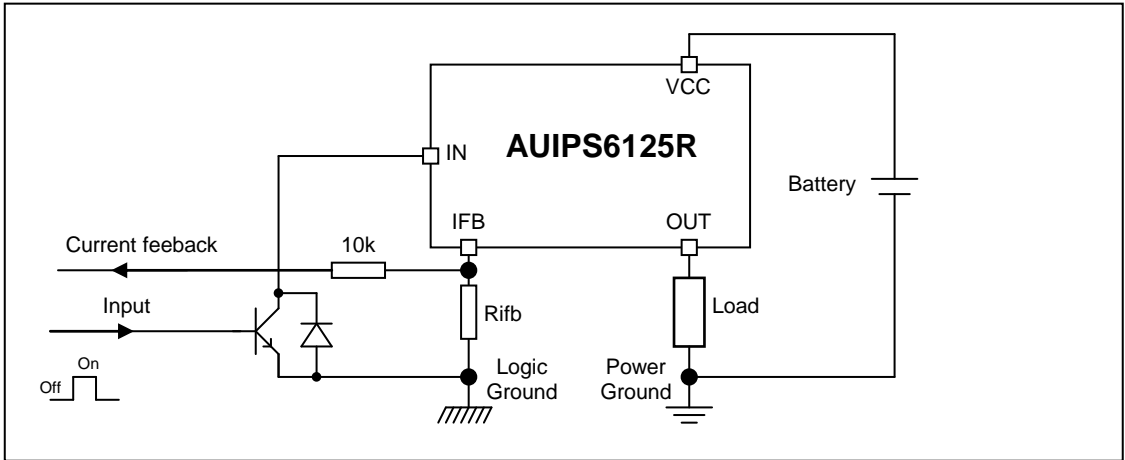 VCC
AUIPS6125R
IN
Battery
IFB
OUT
Current feeback
10k
Input
Rifb
Load
On
Off
Logic
Ground
Power
Ground